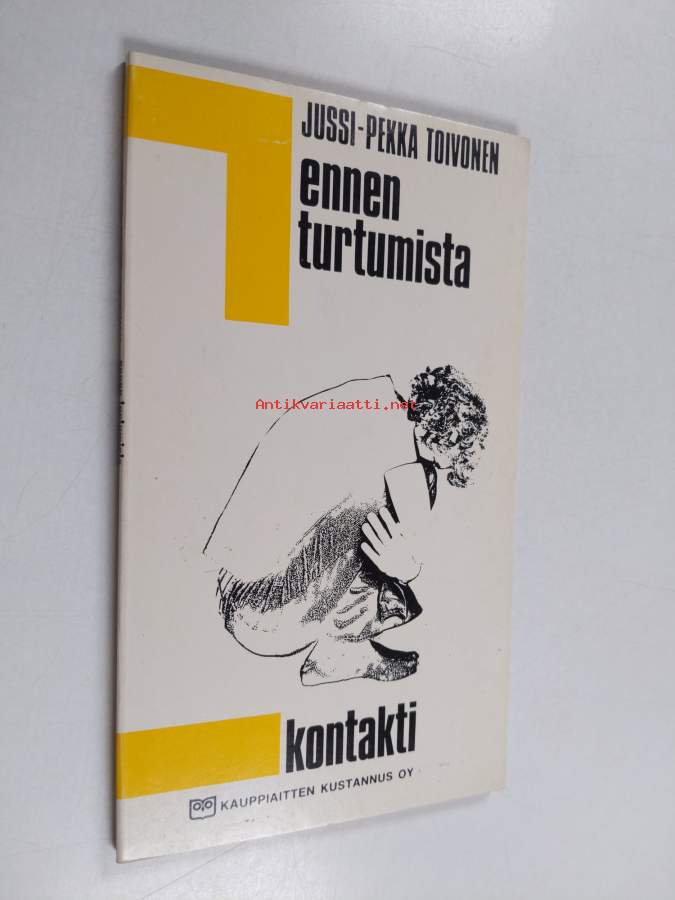 JUSSI-PEKKA TOIVONEN
ennen
turtumista
Antikvariaatti.net
kontakti
KAUPPIAITTEN KUSTANNUS OY